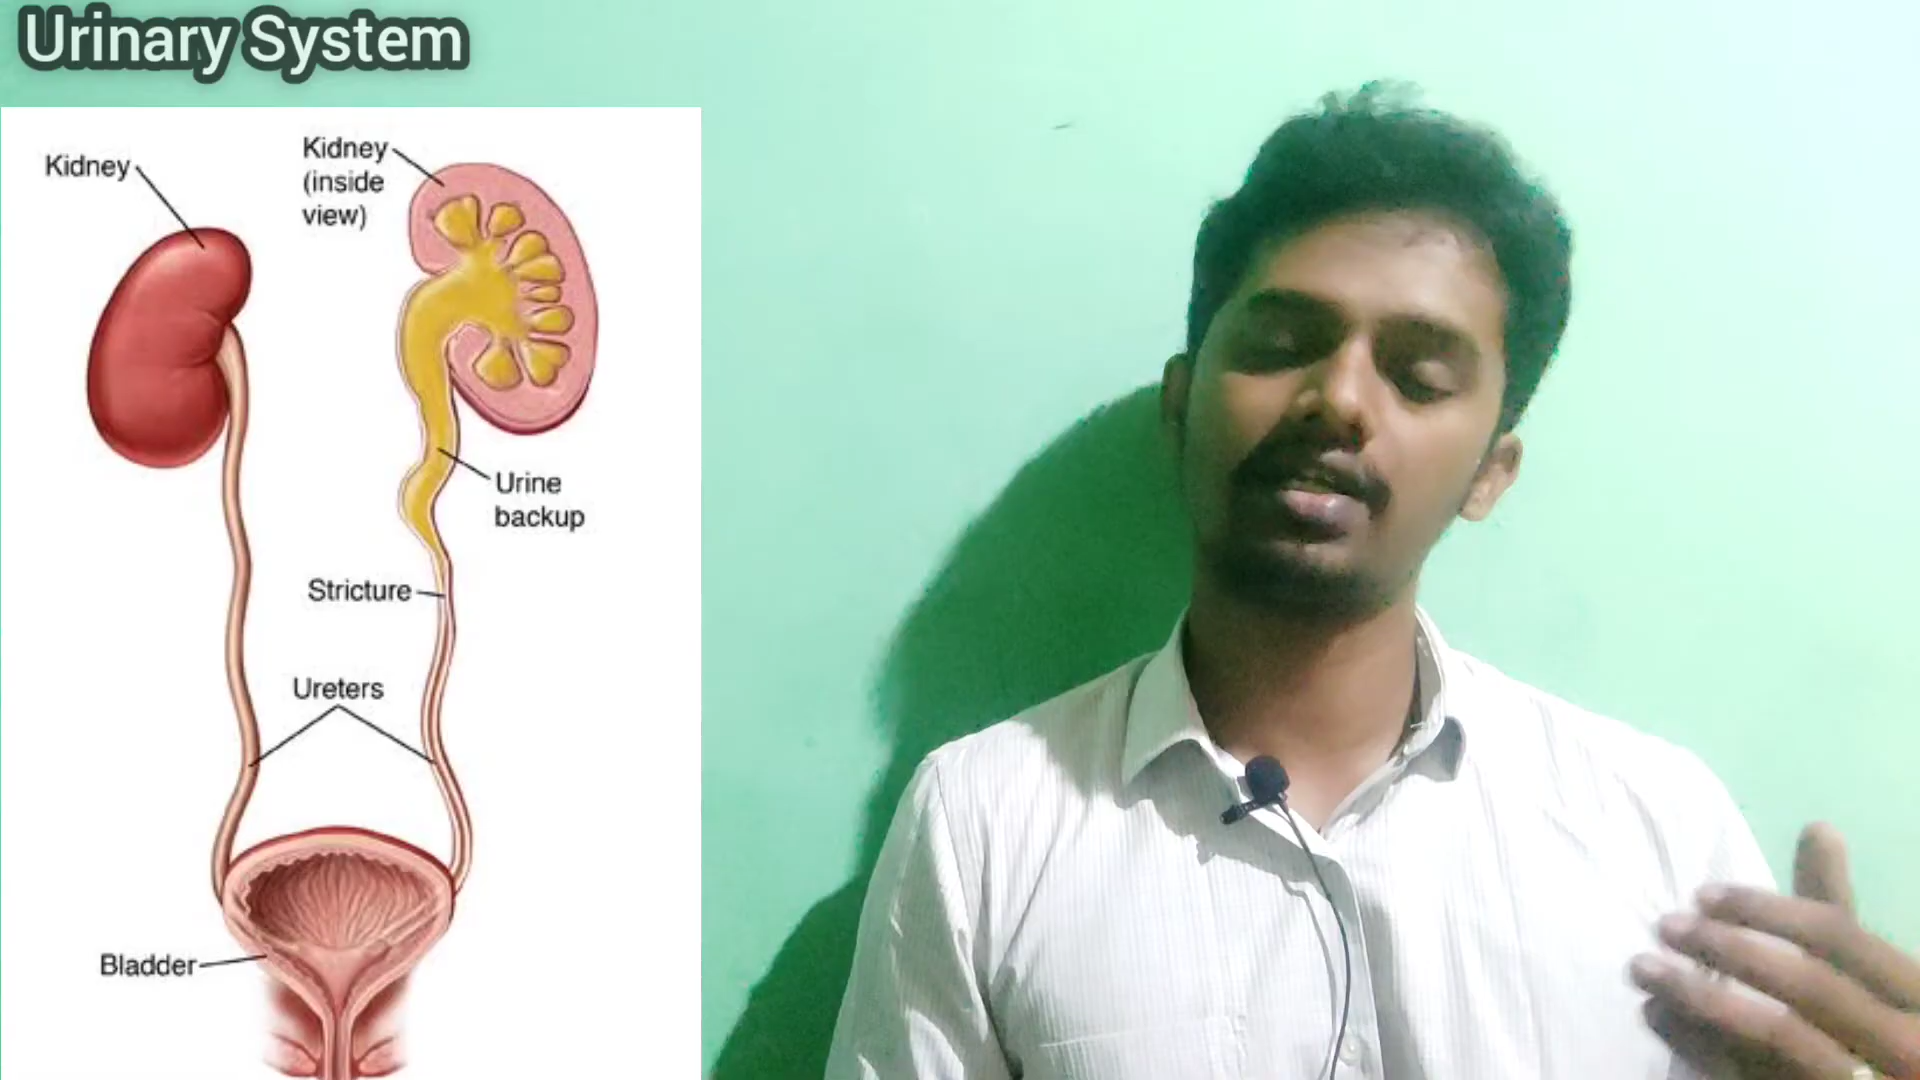 Urinary System
Kidney
Kidney
(inside
view)
Urine
backup
Stricture
Ureters
Bladder